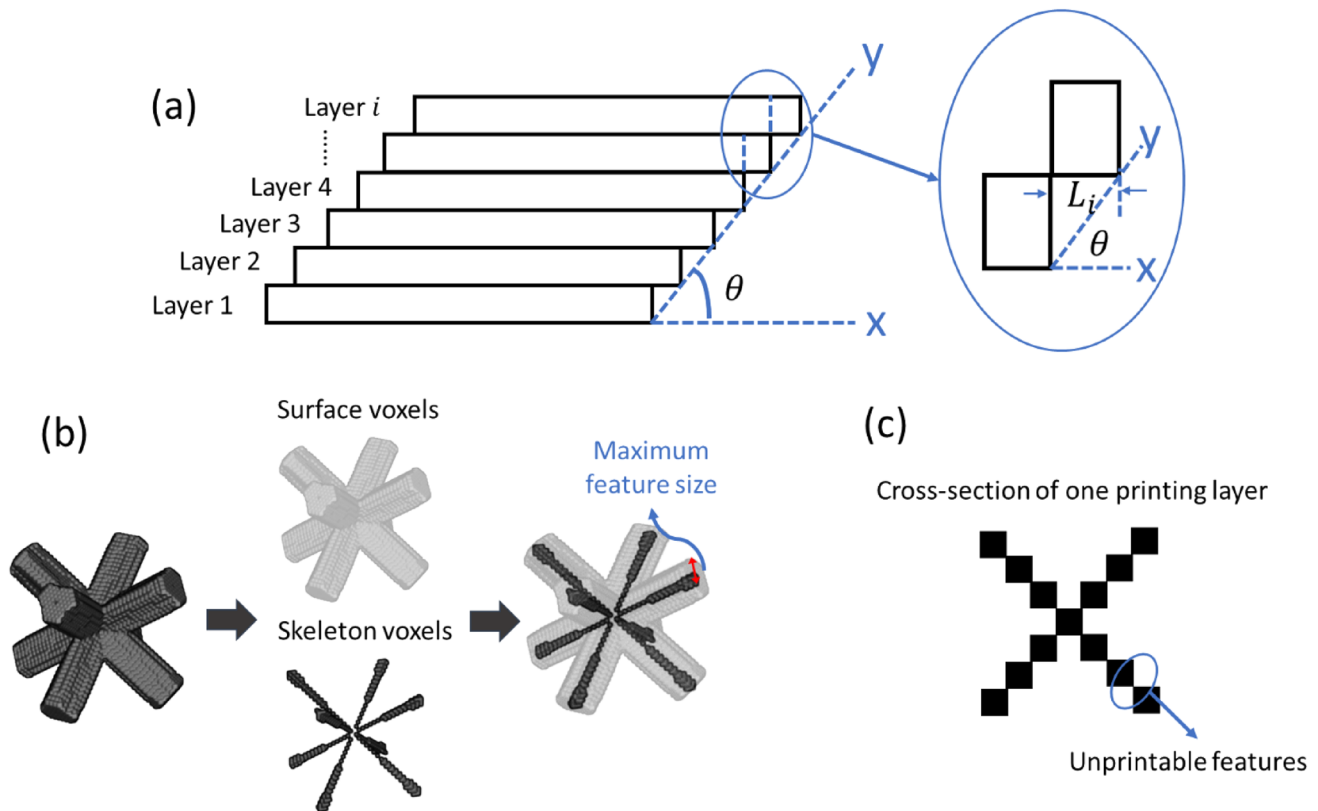 (a)
Layer i
........
Layer 4
Layer 3
Layer 2
Layer 1
θ
x
y
y
L_i
θ
x
(b)
Surface voxels
Skeleton voxels
Maximum
feature size
(c)
Cross-section of one printing layer
Unprintable features